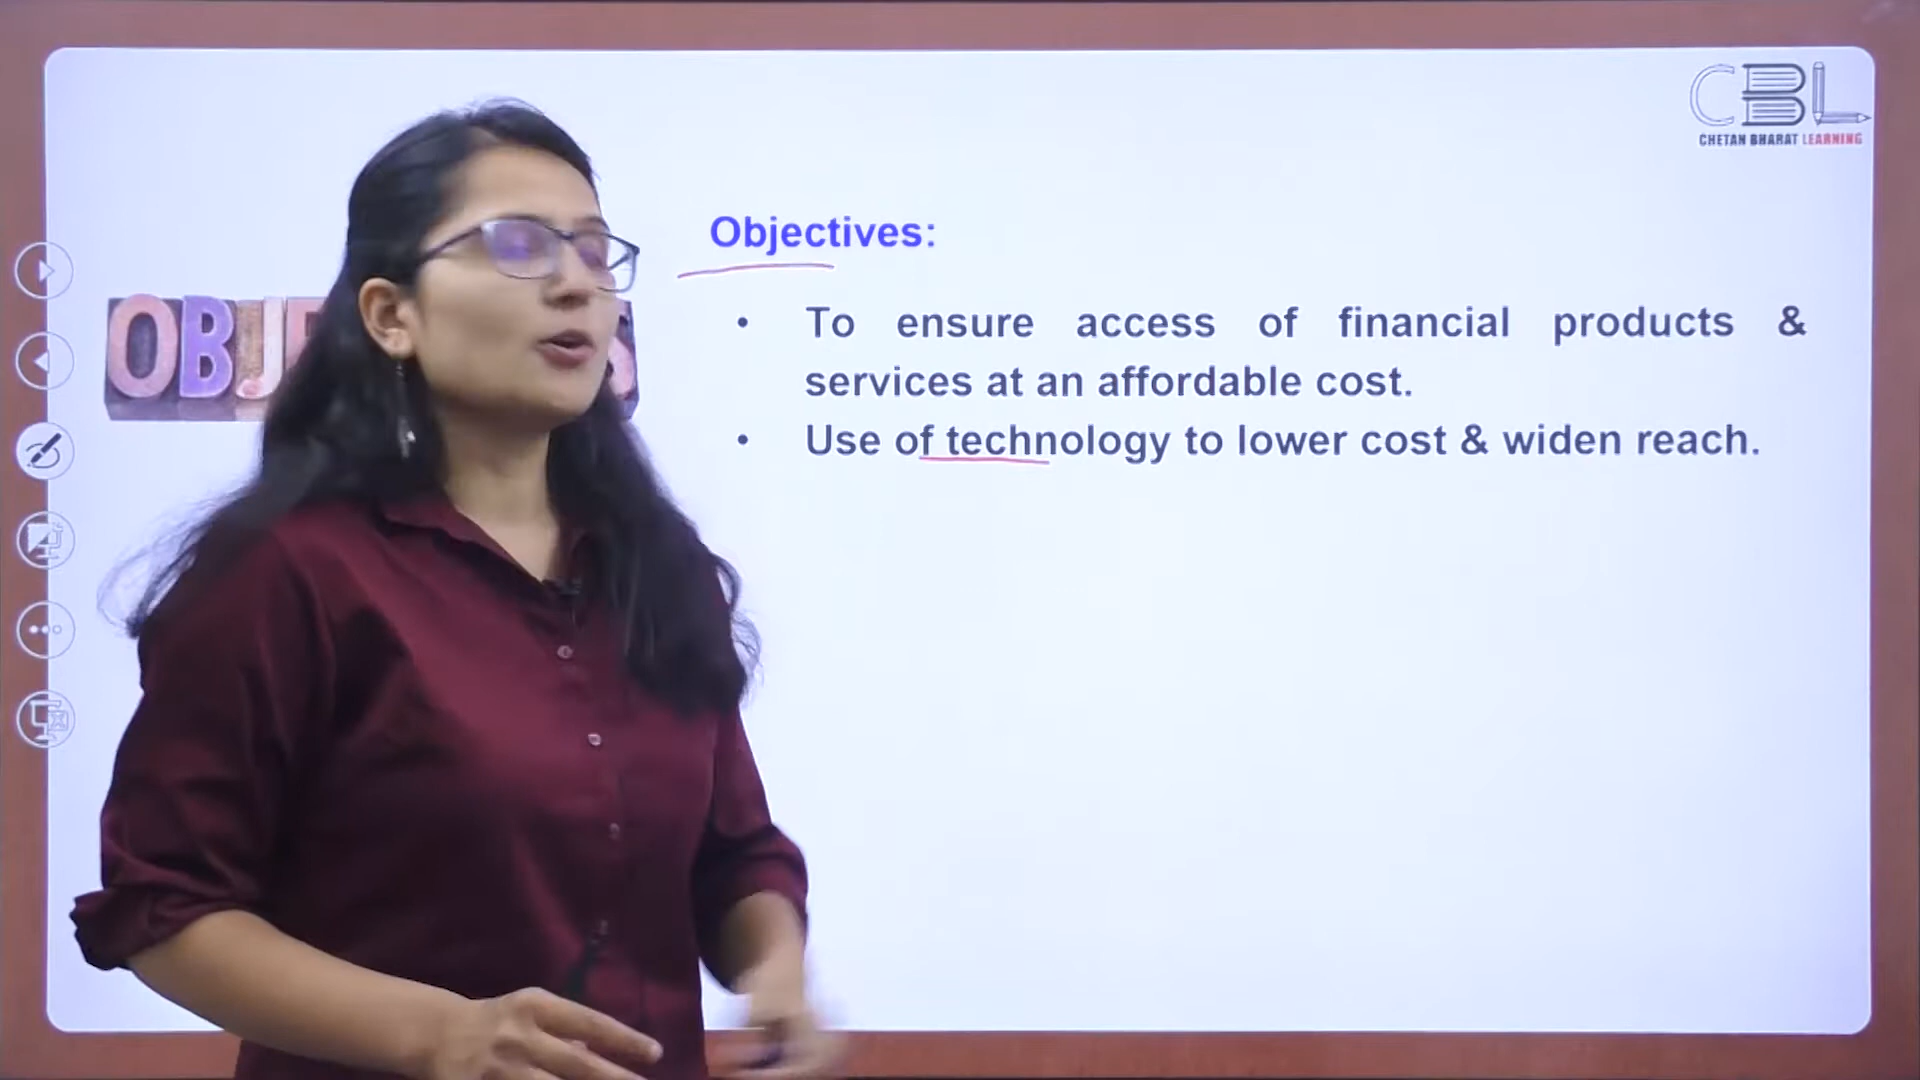 CBL
CHETAN BHARAT LEARNING
Objectives:
OBJ
• To ensure access of financial products &
services at an affordable cost.
• Use of technology to lower cost & widen reach.